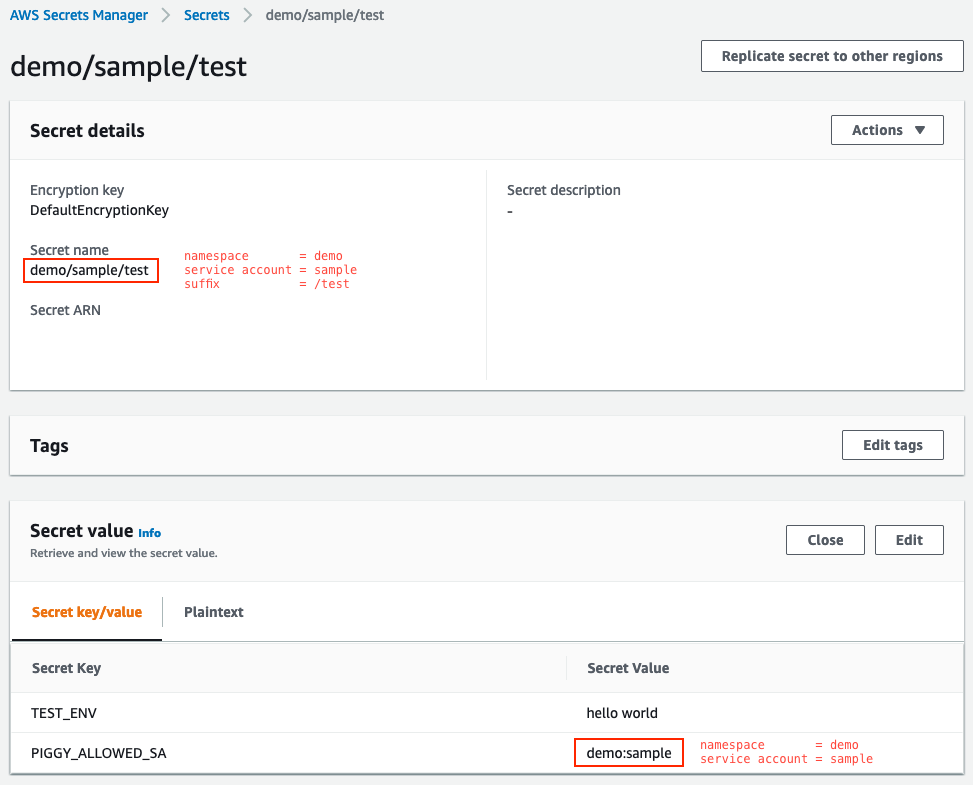 AWS Secrets Manager > Secrets > demo/sample/test
demo/sample/test
Replicate secret to other regions
Secret details
Actions ▼
Encryption key
DefaultEncryptionKey
Secret description
-
Secret name
demo/sample/test
namespace = demo
service account = sample
suffix = /test
Secret ARN
Tags
Edit tags
Secret value Info
Retrieve and view the secret value.
Close
Edit
Secret key/value
Plaintext
Secret Key Secret Value
TEST_ENV hello world
PIGGY_ALLOWED_SA demo:sample
namespace = demo
service account = sample